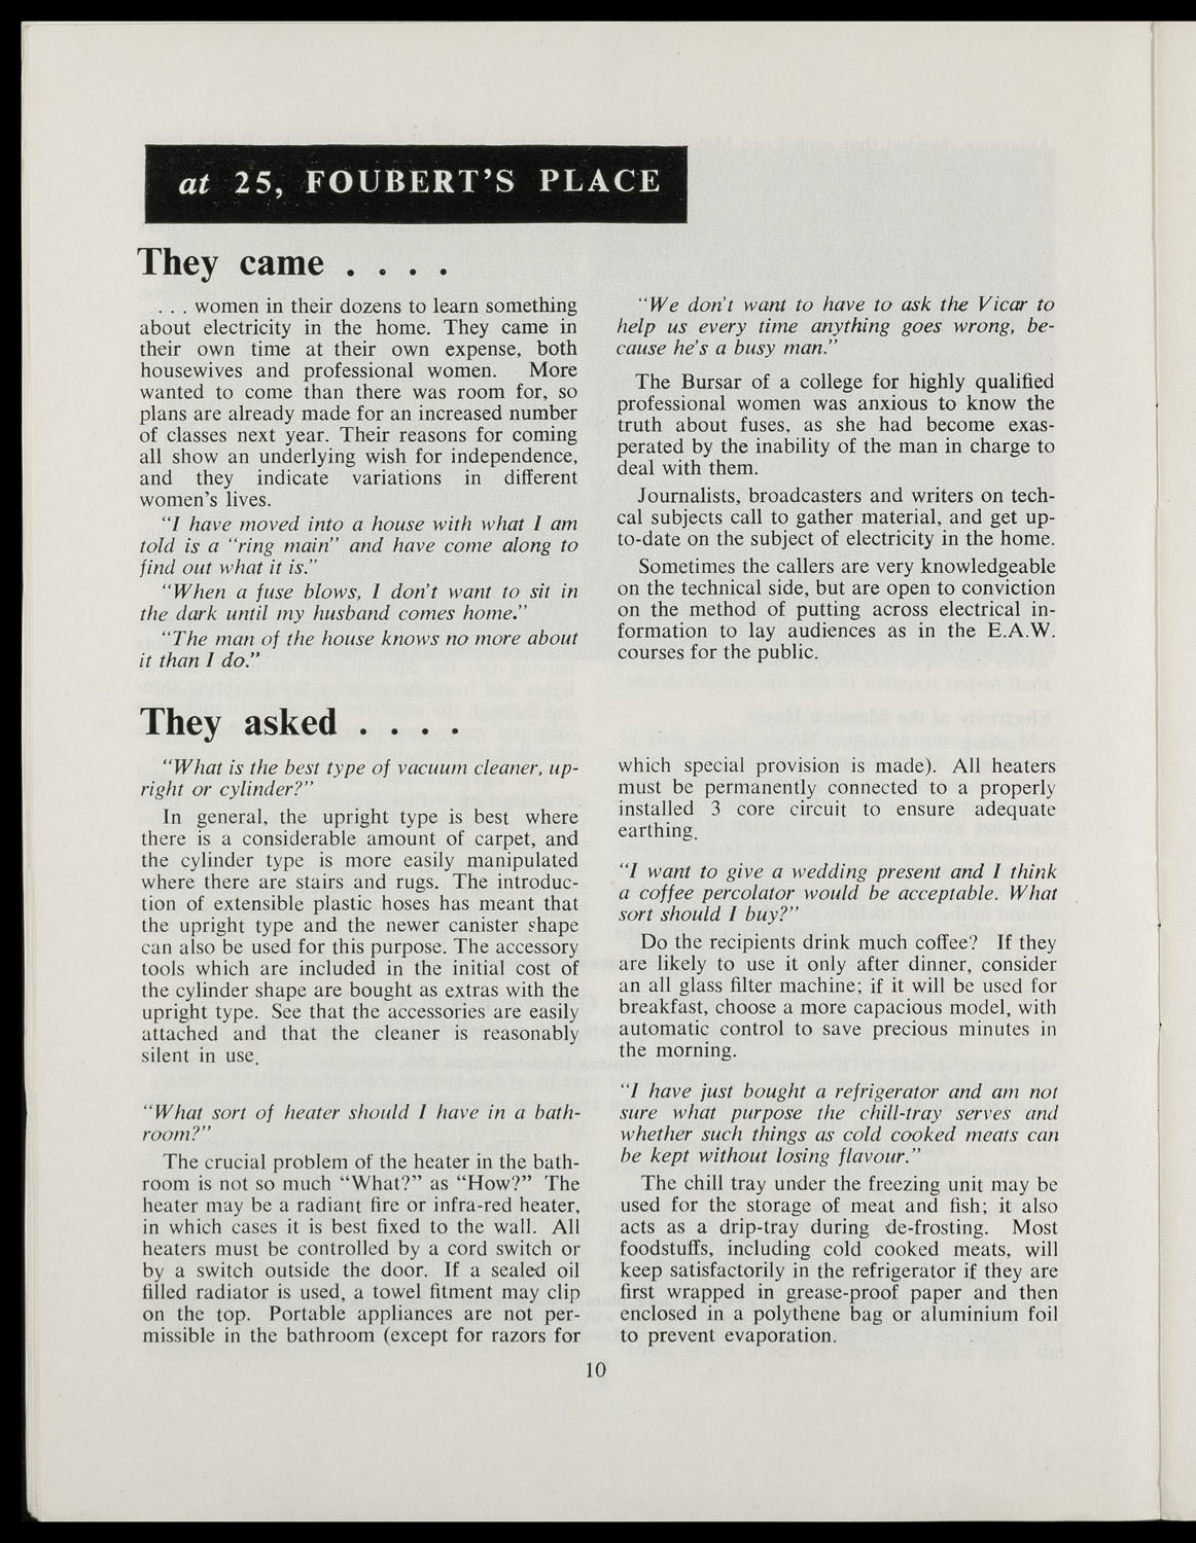 at 25, FOUBERT'S PLACE
They came . . . .
. . . women in their dozens to learn something
about electricity in the home. They came in
their own time at their own expense, both
housewives and professional women. More
wanted to come than there was room for, so
plans are already made for an increased number
of classes next year. Their reasons for coming
all show an underlying wish for independence,
and they indicate variations in different
women's lives.
"I have moved into a house with what I am
told is a "ring main" and have come along to
find out what it is."
"When a fuse blows, I don't want to sit in
the dark until my husband comes home."
"The man of the house knows no more about
it than I do."
"We don't want to have to ask the Vicar to
help us every time anything goes wrong, be-
cause he's a busy man."
The Bursar of a college for highly qualified
professional women was anxious to know the
truth about fuses, as she had become exas-
perated by the inability of the man in charge to
deal with them.
Journalists, broadcasters and writers on tech-
cal subjects call to gather material, and get up-
to-date on the subject of electricity in the home.
Sometimes the callers are very knowledgeable
on the technical side, but are open to conviction
on the method of putting across electrical in-
formation to lay audiences as in the E.A.W.
courses for the public.
They asked . . . .
"What is the best type of vacuum cleaner, up-
right or cylinder?"
In general, the upright type is best where
there is a considerable amount of carpet, and
the cylinder type is more easily manipulated
where there are stairs and rugs. The introduc-
tion of extensible plastic hoses has meant that
the upright type and the newer canister shape
can also be used for this purpose. The accessory
tools which are included in the initial cost of
the cylinder shape are bought as extras with the
upright type. See that the accessories are easily
attached and that the cleaner is reasonably
silent in use.
"What sort of heater should I have in a bath-
room?"
The crucial problem of the heater in the bath-
room is not so much "What?" as "How?" The
heater may be a radiant fire or infra-red heater,
in which cases it is best fixed to the wall. All
heaters must be controlled by a cord switch or
by a switch outside the door. If a sealed oil
filled radiator is used, a towel fitment may clip
on the top. Portable appliances are not per-
missible in the bathroom (except for razors for
which special provision is made). All heaters
must be permanently connected to a properly
installed 3 core circuit to ensure adequate
earthing.
"I want to give a wedding present and I think
a coffee percolator would be acceptable. What
sort should I buy?"
Do the recipients drink much coffee? If they
are likely to use it only after dinner, consider
an all glass filter machine; if it will be used for
breakfast, choose a more capacious model, with
automatic control to save precious minutes in
the morning.
"I have just bought a refrigerator and am not
sure what purpose the chill-tray serves and
whether such things as cold cooked meats can
be kept without losing flavour."
The chill tray under the freezing unit may be
used for the storage of meat and fish; it also
acts as a drip-tray during de-frosting. Most
foodstuffs, including cold cooked meats, will
keep satisfactorily in the refrigerator if they are
first wrapped in grease-proof paper and then
enclosed in a polythene bag or aluminium foil
to prevent evaporation.
10